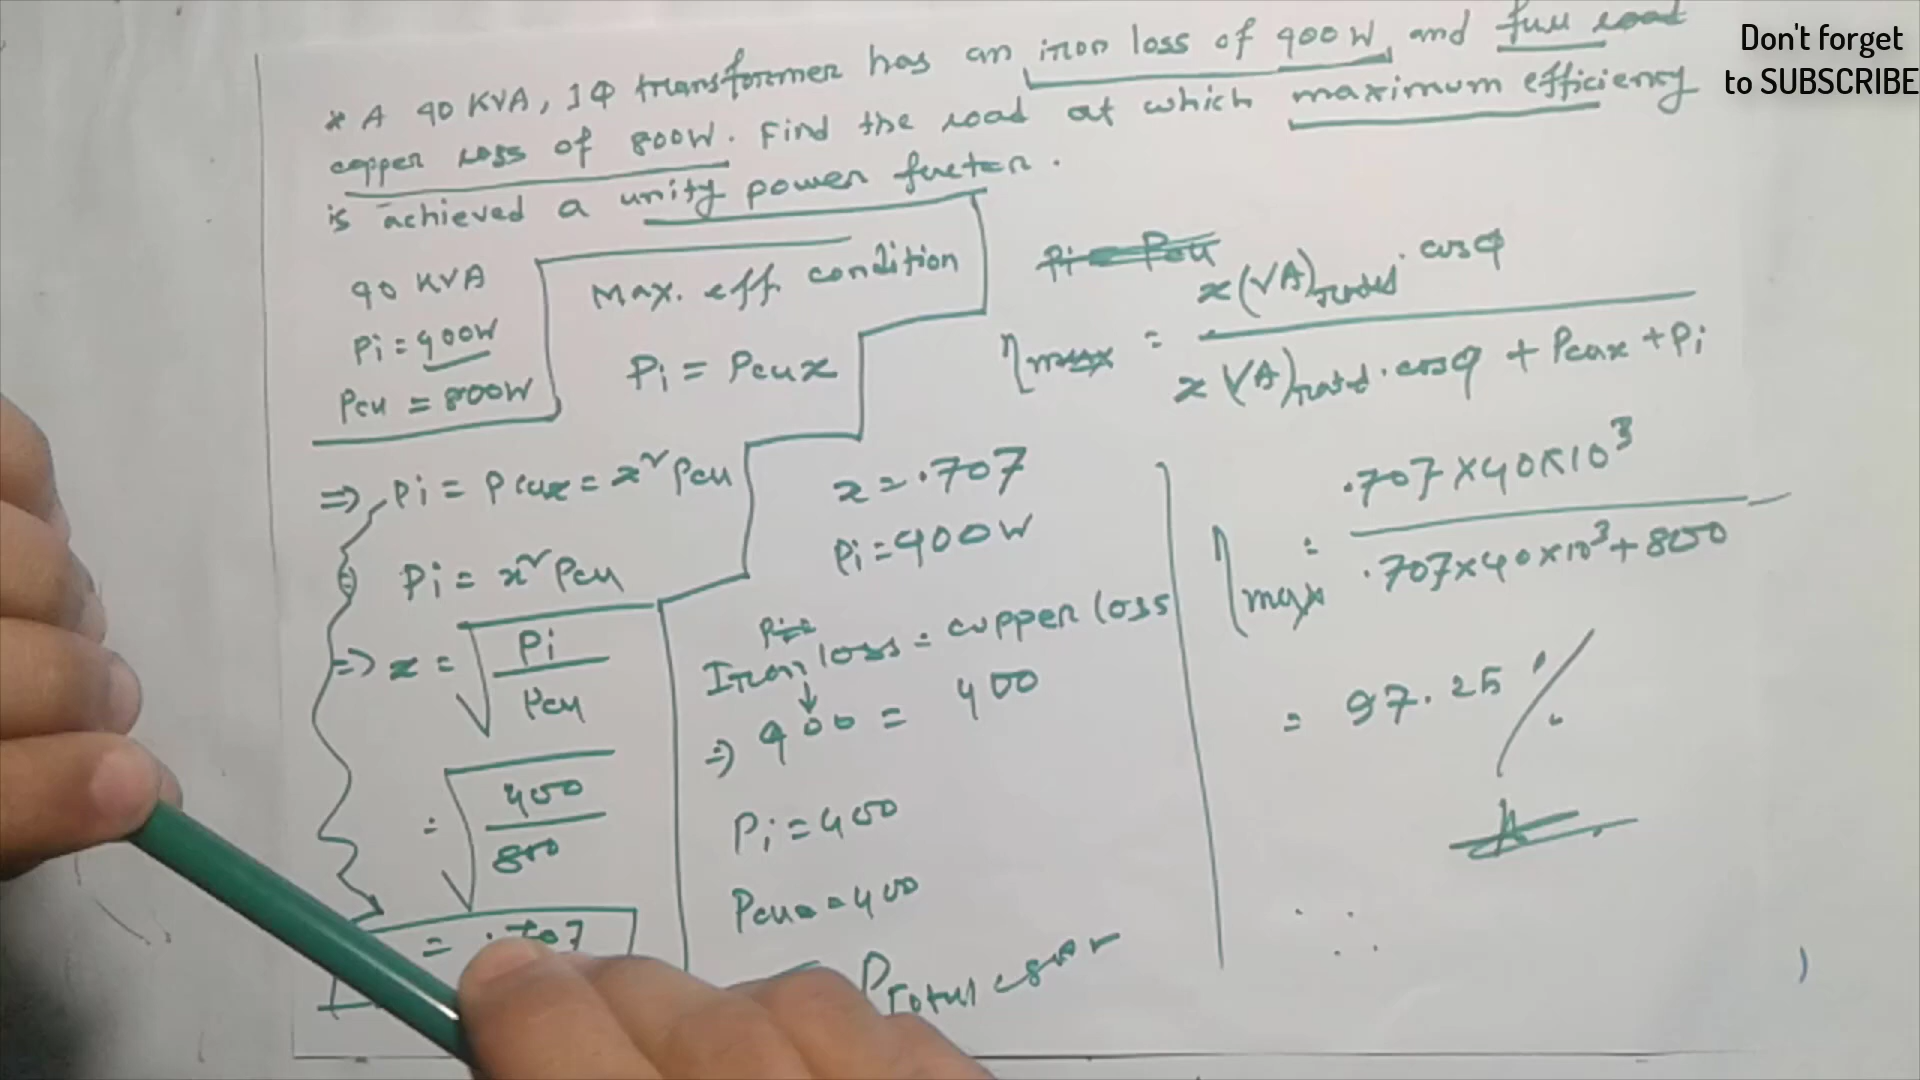 Don't forget
to SUBSCRIBE
* A 40 KVA, 1Φ transformer has an iron loss of 400W and full load
copper loss of 800W. Find the load at which maximum efficiency
is achieved a unity power factor.
40 KVA
Pi = 400W
Pcu = 800W
Max. eff. condition
Pi = Pcux
⇒ Pi = Pcux = x² Pcu
Pi = x² Pcu
⇒ x = √(Pi / Pcu)
= √(400 / 800)
= .707
x = .707
Pi = 400W
Iron loss = copper loss
⇒ 400 = 400
Pi = 400
Pcu = 400
PTotal
Pi = Pcu
ηmax = x(VA)rated . cosφ / x VA)rated . cosφ + Pcux + Pi
ηmax = .707 × 40 × 10³ / .707 × 40 × 10³ + 800
= 97.25 %